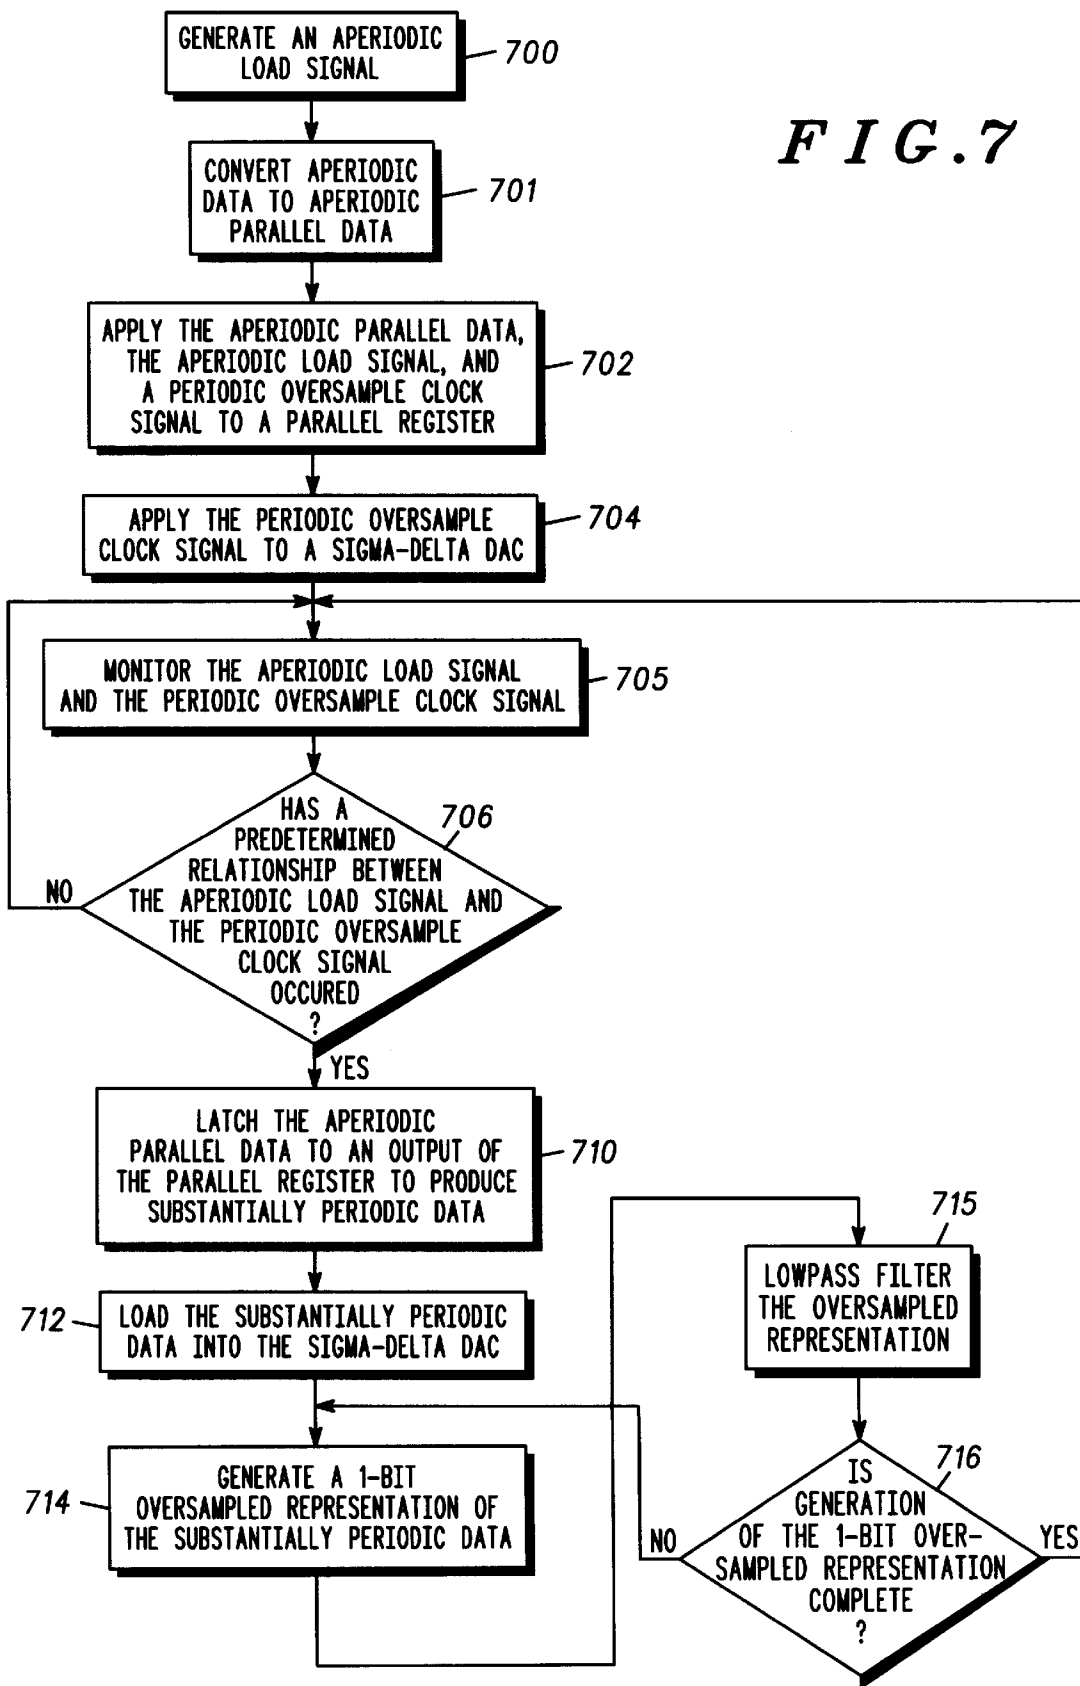 GENERATE AN APERIODIC
LOAD SIGNAL
700
FIG.7
CONVERT APERIODIC
DATA TO APERIODIC
PARALLEL DATA
701
APPLY THE APERIODIC PARALLEL DATA,
THE APERIODIC LOAD SIGNAL, AND
A PERIODIC OVERSAMPLE CLOCK
SIGNAL TO A PARALLEL REGISTER
702
APPLY THE PERIODIC OVERSAMPLE
CLOCK SIGNAL TO A SIGMA-DELTA DAC
704
MONITOR THE APERIODIC LOAD SIGNAL
AND THE PERIODIC OVERSAMPLE CLOCK SIGNAL
705
HAS A
PREDETERMINED
RELATIONSHIP BETWEEN
THE APERIODIC LOAD SIGNAL AND
THE PERIODIC OVERSAMPLE
CLOCK SIGNAL
OCCURED
?
706
NO
YES
LATCH THE APERIODIC
PARALLEL DATA TO AN OUTPUT OF
THE PARALLEL REGISTER TO PRODUCE
SUBSTANTIALLY PERIODIC DATA
710
712
LOAD THE SUBSTANTIALLY PERIODIC
DATA INTO THE SIGMA-DELTA DAC
714
GENERATE A 1-BIT
OVERSAMPLED REPRESENTATION OF
THE SUBSTANTIALLY PERIODIC DATA
715
LOWPASS FILTER
THE OVERSAMPLED
REPRESENTATION
716
IS
GENERATION
OF THE 1-BIT OVER-
SAMPLED REPRESENTATION
COMPLETE
?
NO
YES